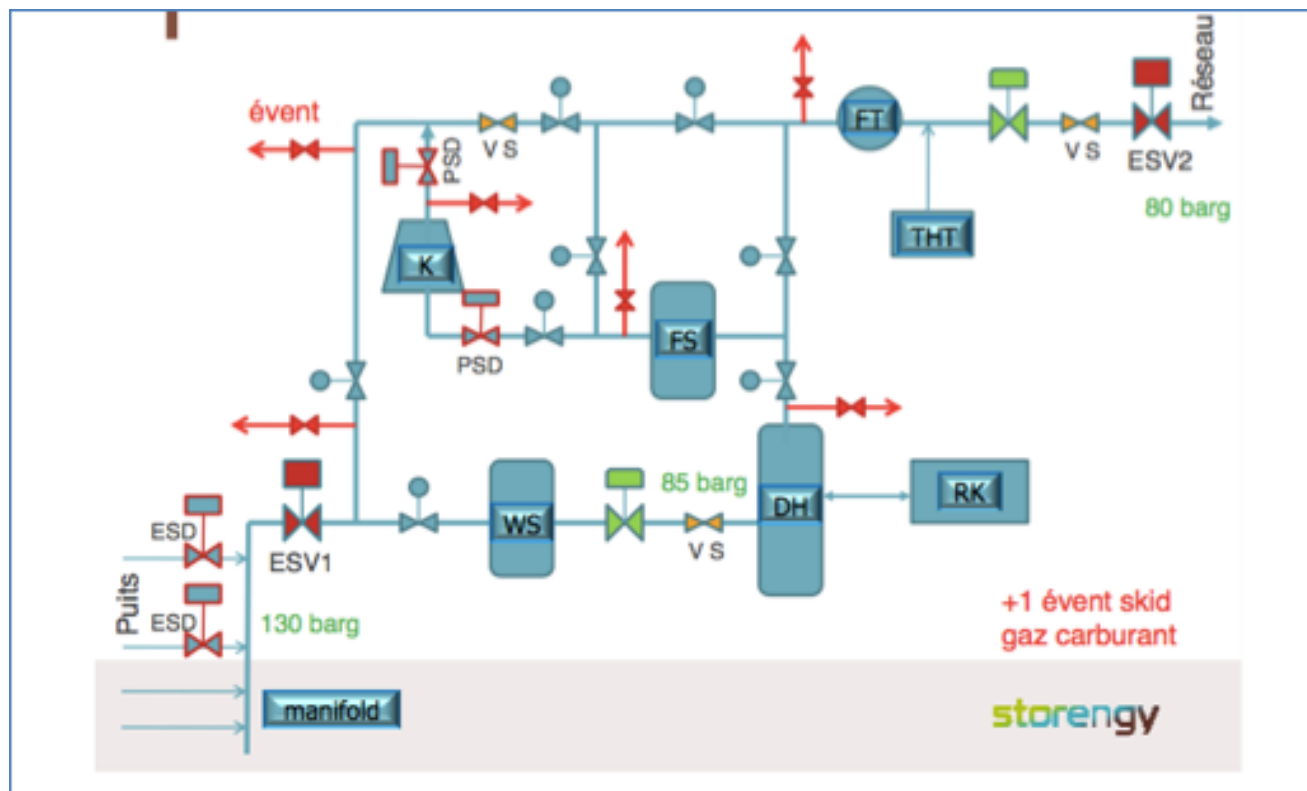 évent
V S
PSD
FT
V S
ESV2
Réseau
80 barg
THT
K
PSD
FS
85 barg
ESD
ESV1
WS
V S
DH
RK
Puits
ESD
130 barg
+1 évent skid
gaz carburant
manifold
storengy